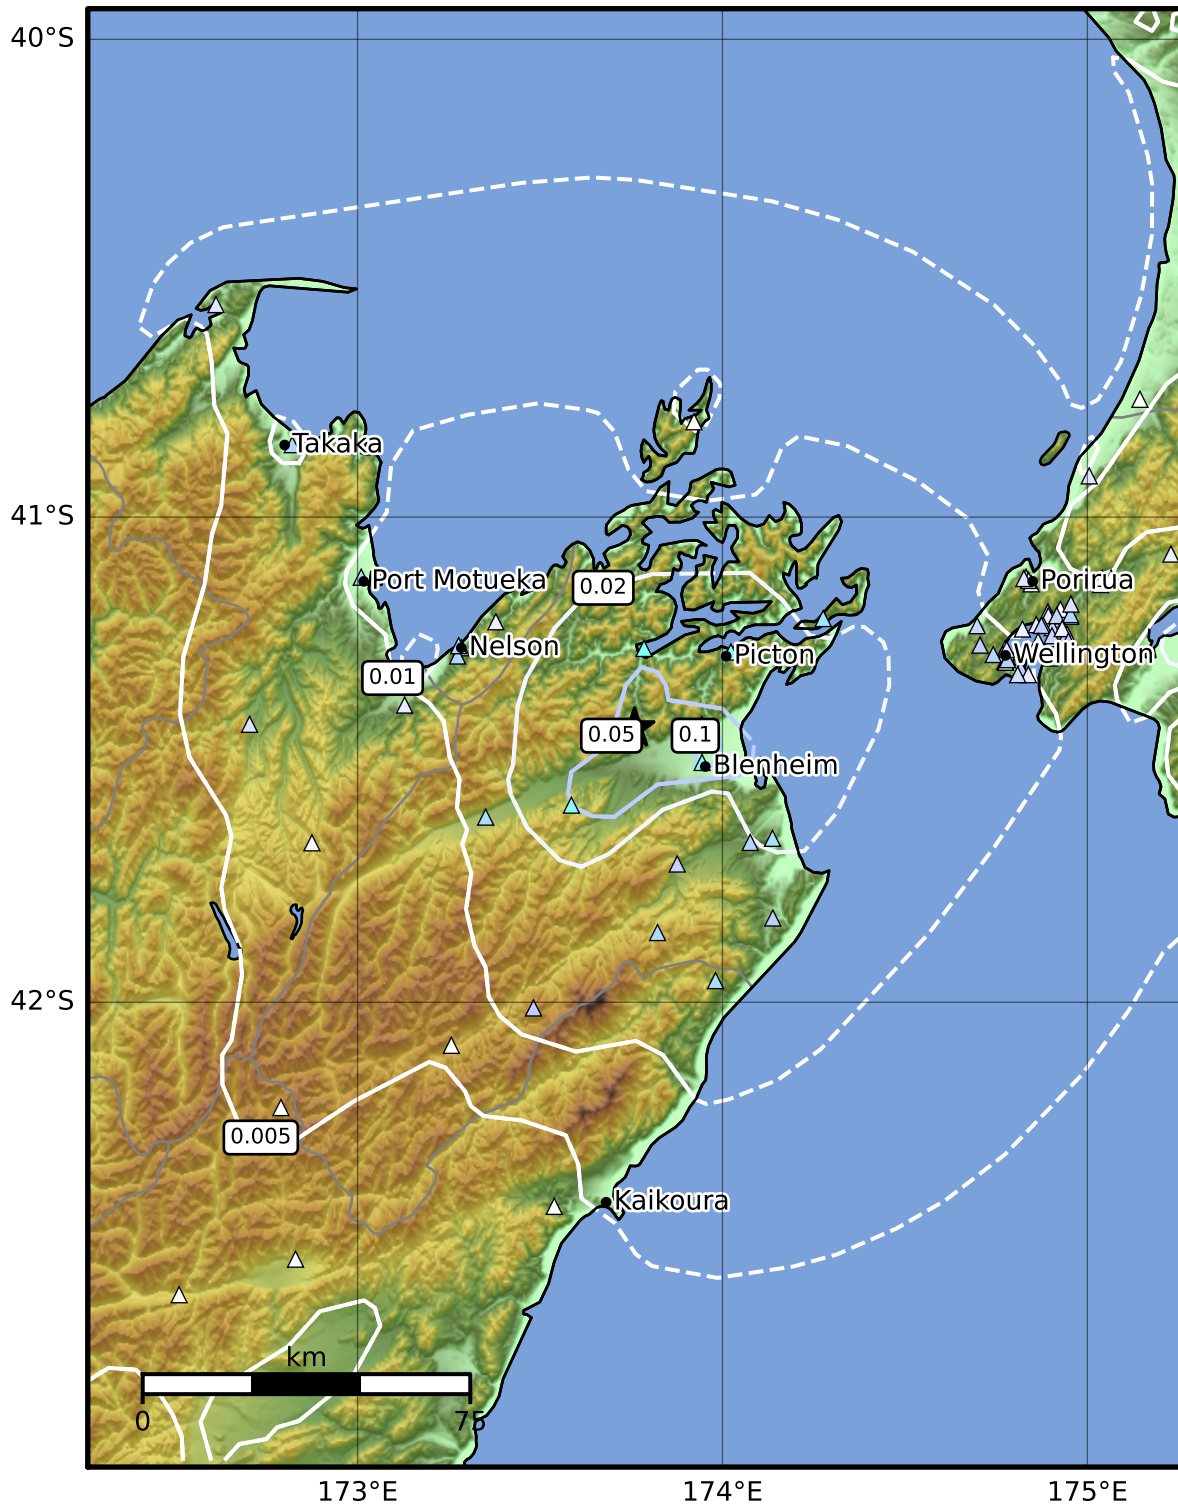 40°S
Takaka
41°S
Port Motueka
0.02
Porirua
Nelson
Picton
Wellington
0.01
0.05
0.1
Blenheim
42°S
0.005
Kaikoura
km
0
75
173°E
174°E
175°E